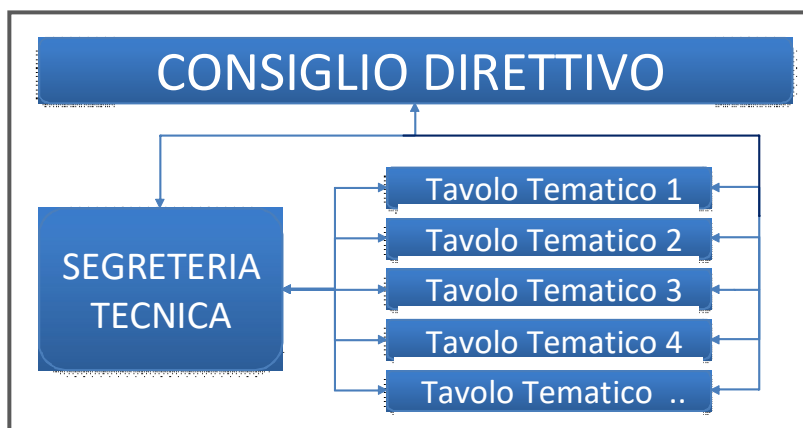 CONSIGLIO DIRETTIVO
SEGRETERIA
TECNICA
Tavolo Tematico 1
Tavolo Tematico 2
Tavolo Tematico 3
Tavolo Tematico 4
Tavolo Tematico ..